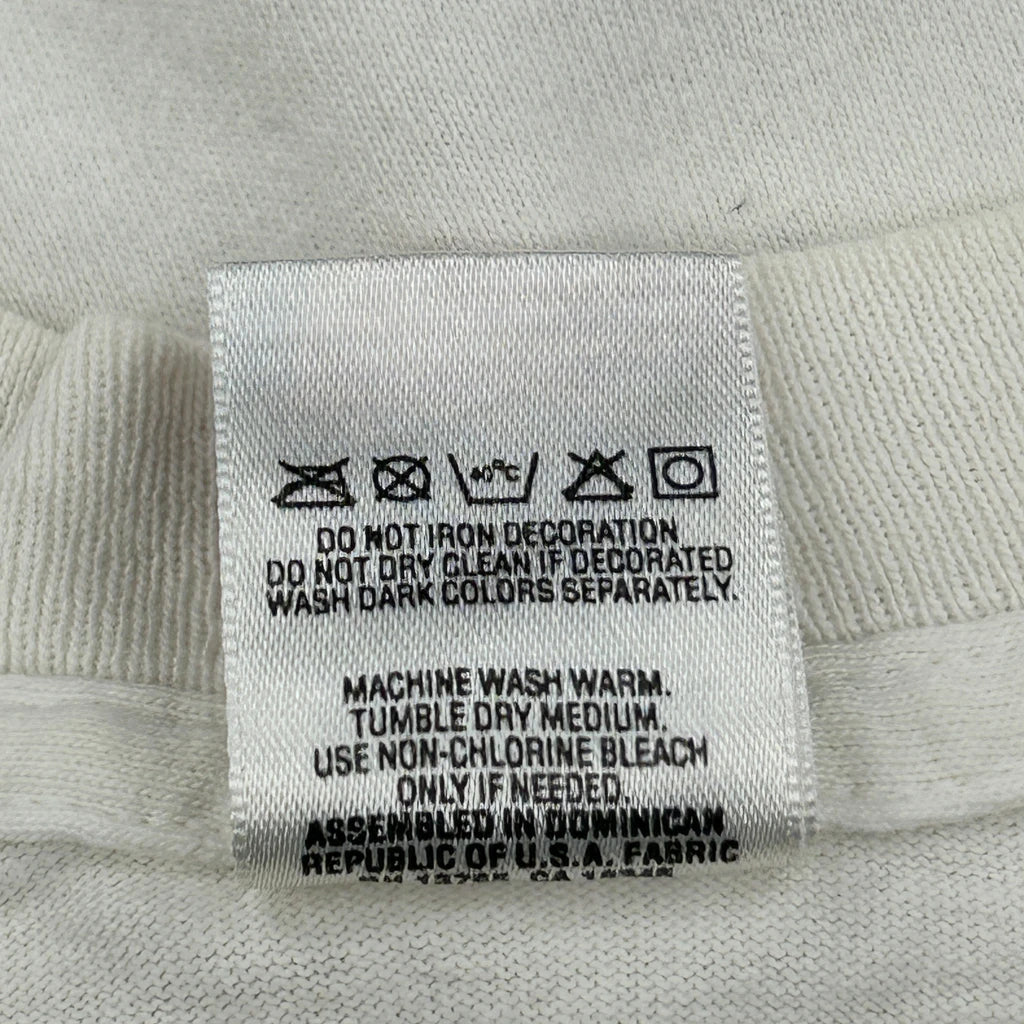 40°C
DO NOT IRON DECORATION
DO NOT DRY CLEAN IF DECORATED
WASH DARK COLORS SEPARATELY.
MACHINE WASH WARM.
TUMBLE DRY MEDIUM.
USE NON-CHLORINE BLEACH
ONLY IF NEEDED.
ASSEMBLED IN DOMINICAN
REPUBLIC OF U.S.A. FABRIC